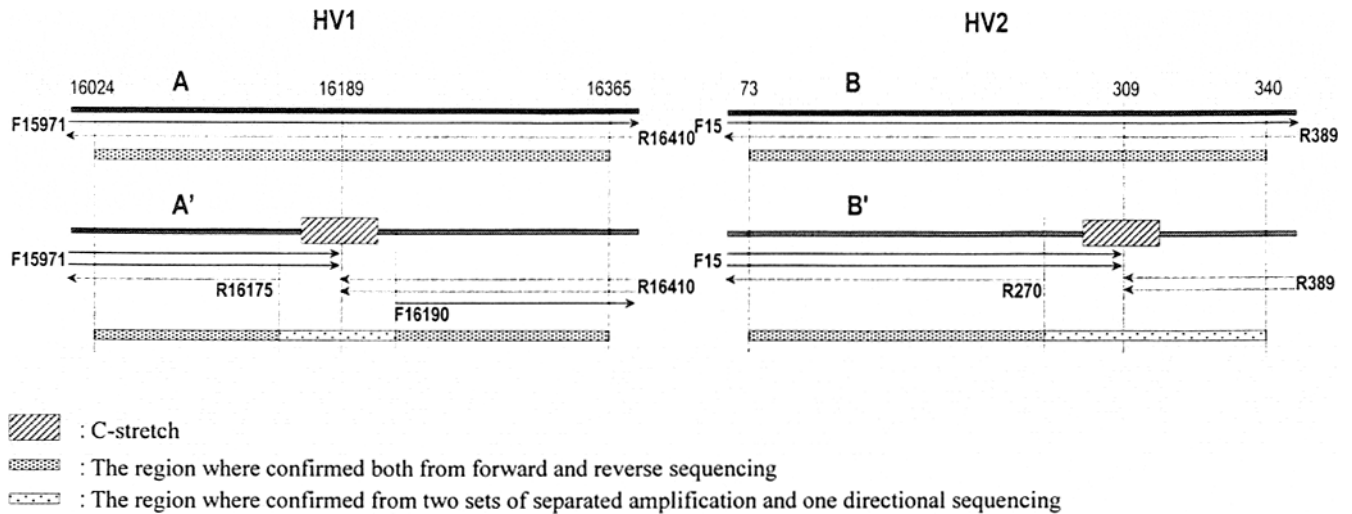 HV1
HV2
16024 A 16189 16365
73 B 309 340
F15971
R16410
F15
R389
A'
B'
F15971
R16175
R16410
F16190
F15
R270
R389
: C-stretch
: The region where confirmed both from forward and reverse sequencing
: The region where confirmed from two sets of separated amplification and one directional sequencing